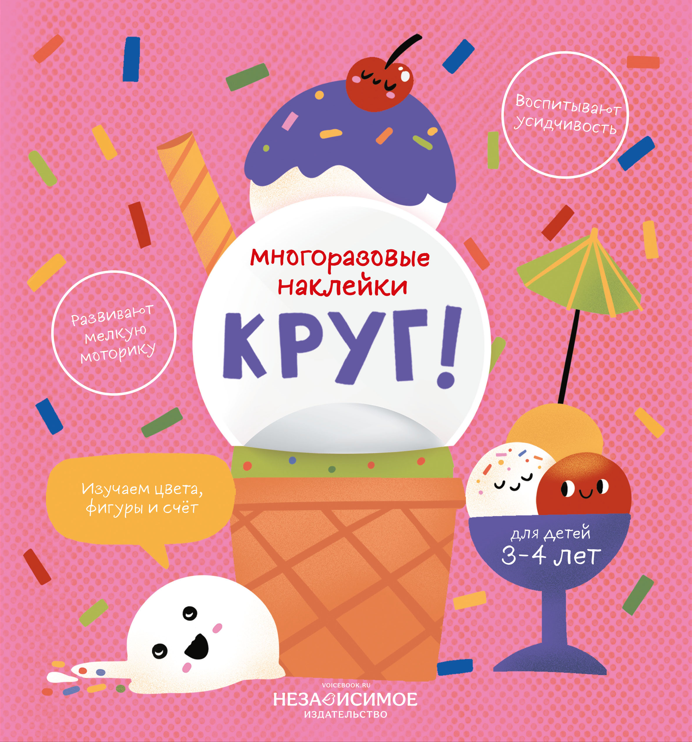 Воспитывают
усидчивость
многоразовые
наклейки
КРУГ!
Развивают
мелкую
моторику
Изучаем цвета,
фигуры и счёт
для детей
3-4 лет
VOICEBOOK.RU
НЕЗАВИСИМОЕ
ИЗДАТЕЛЬСТВО